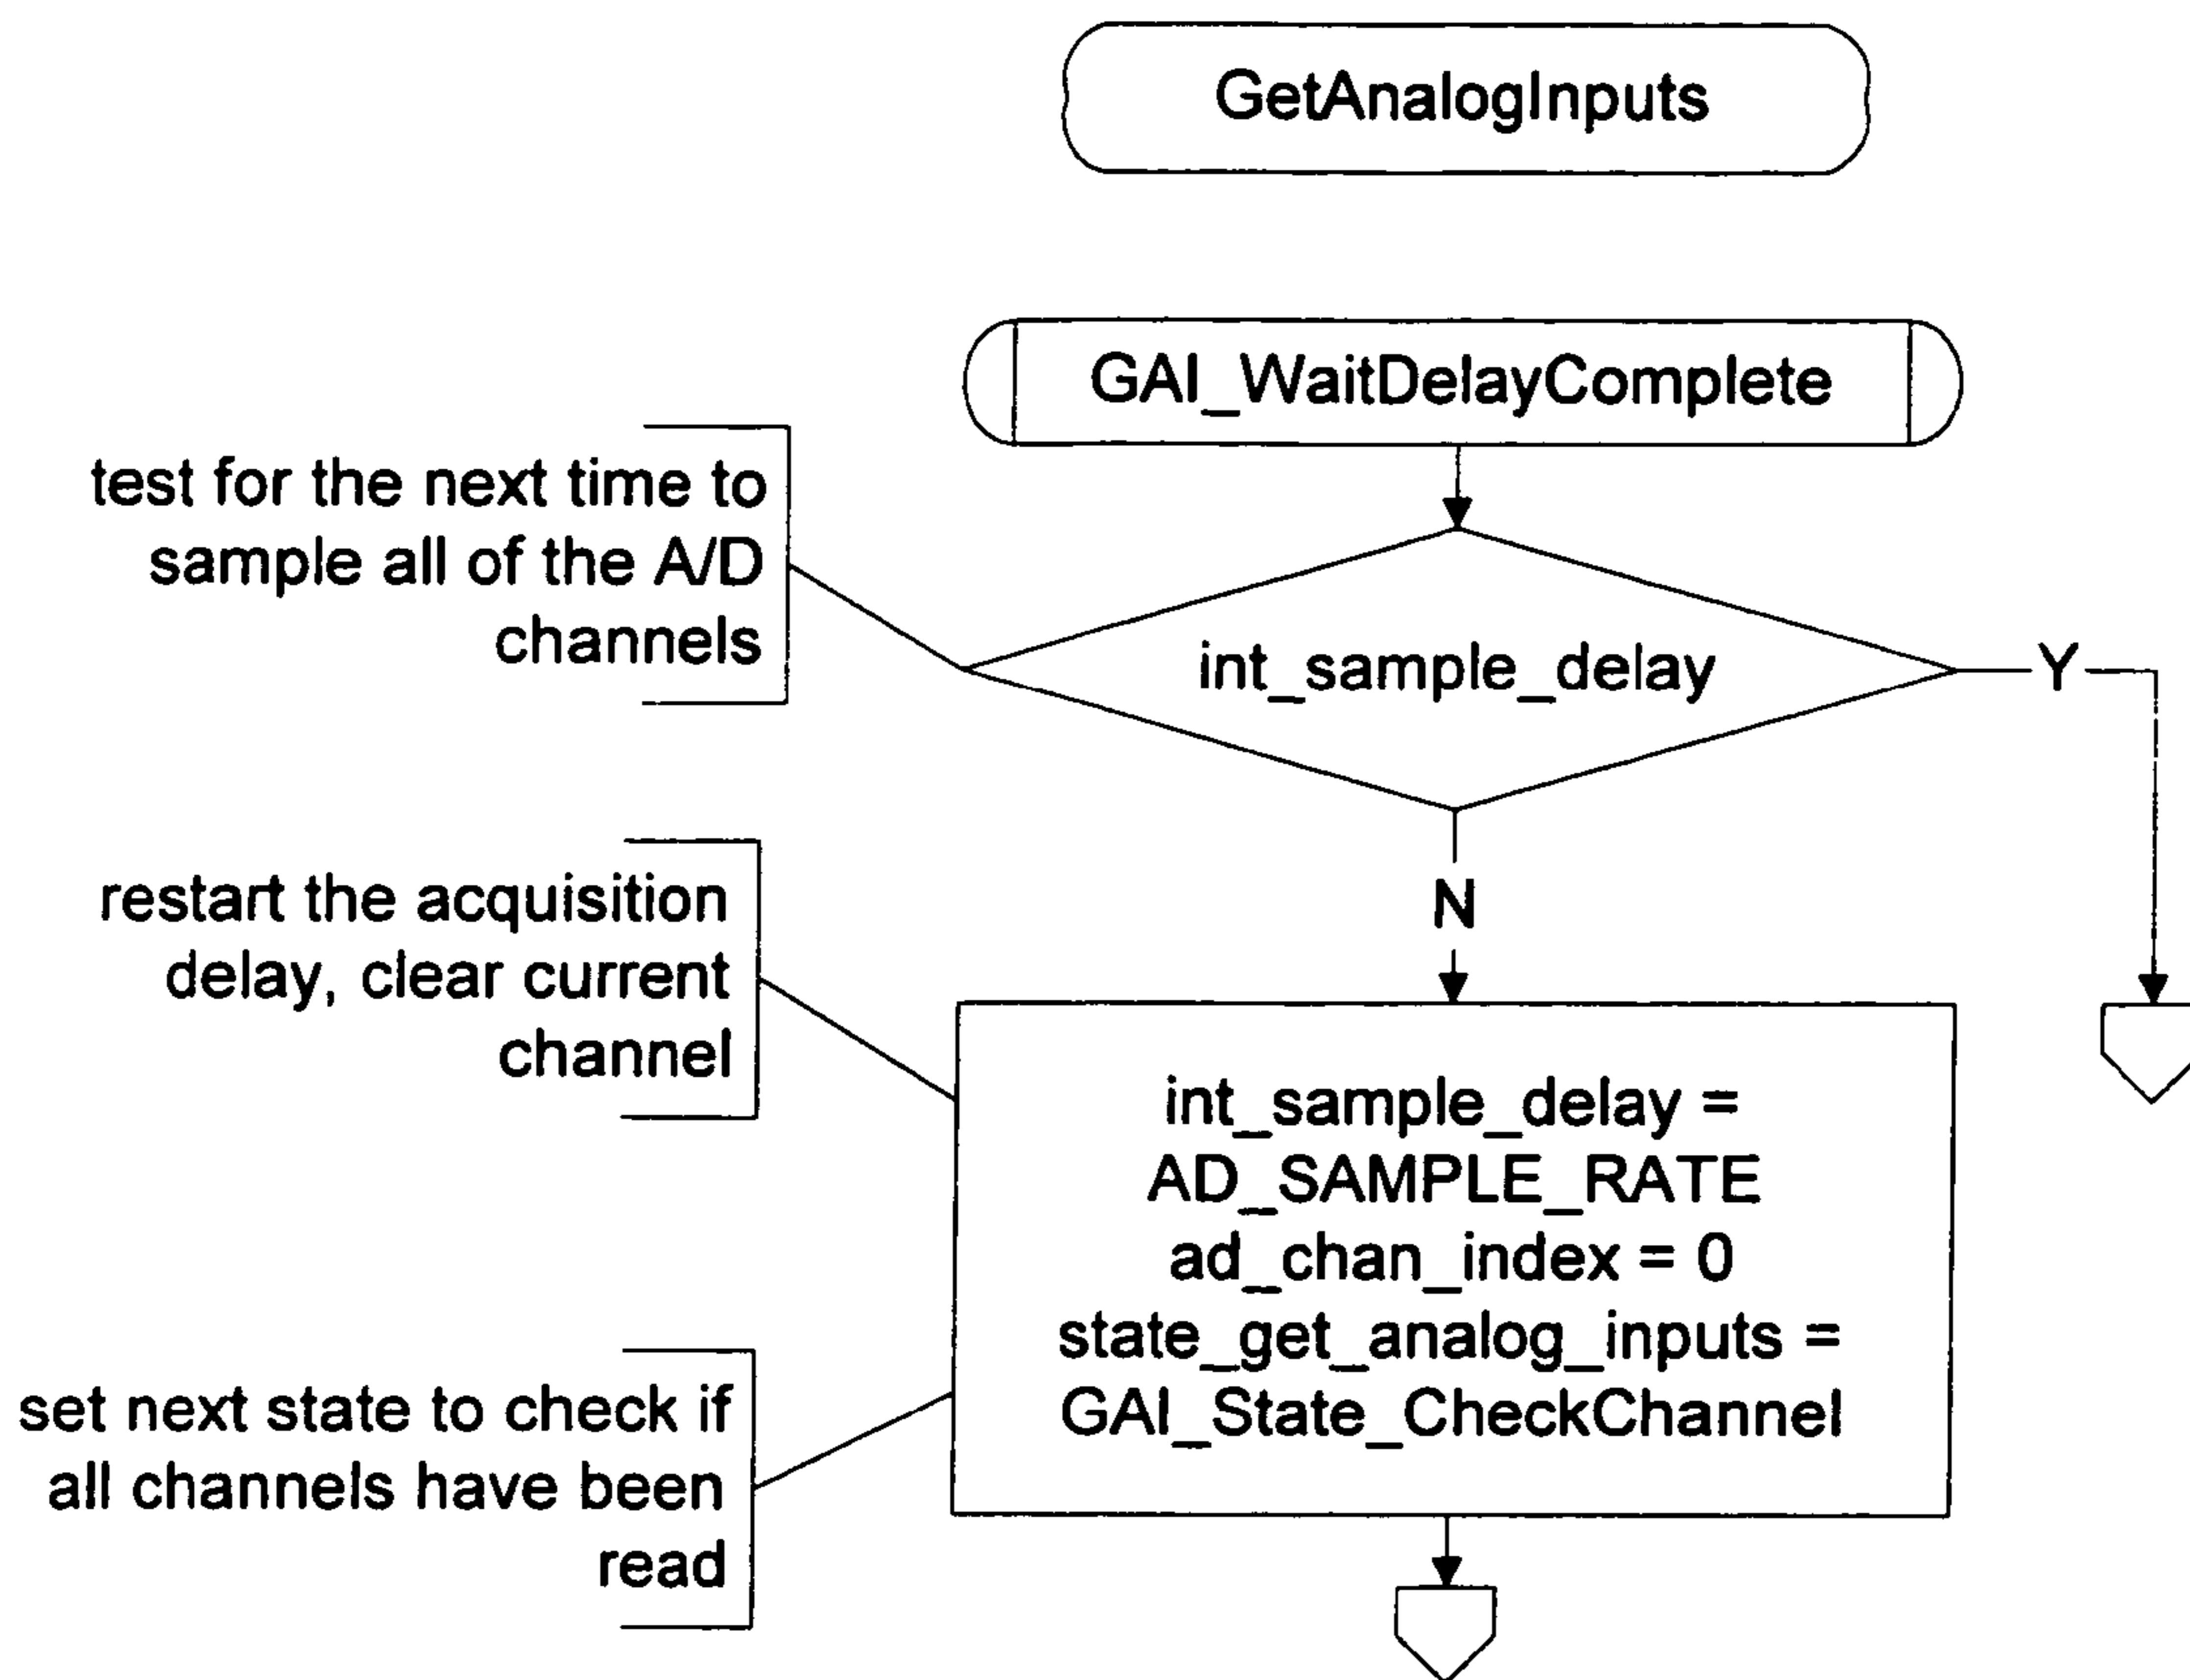 GetAnalogInputs
GAI_WaitDelayComplete
test for the next time to
sample all of the A/D
channels
int_sample_delay
Y
N
restart the acquisition
delay, clear current
channel
int_sample_delay =
AD_SAMPLE_RATE
ad_chan_index = 0
state_get_analog_inputs =
GAI_State_CheckChannel
set next state to check if
all channels have been
read